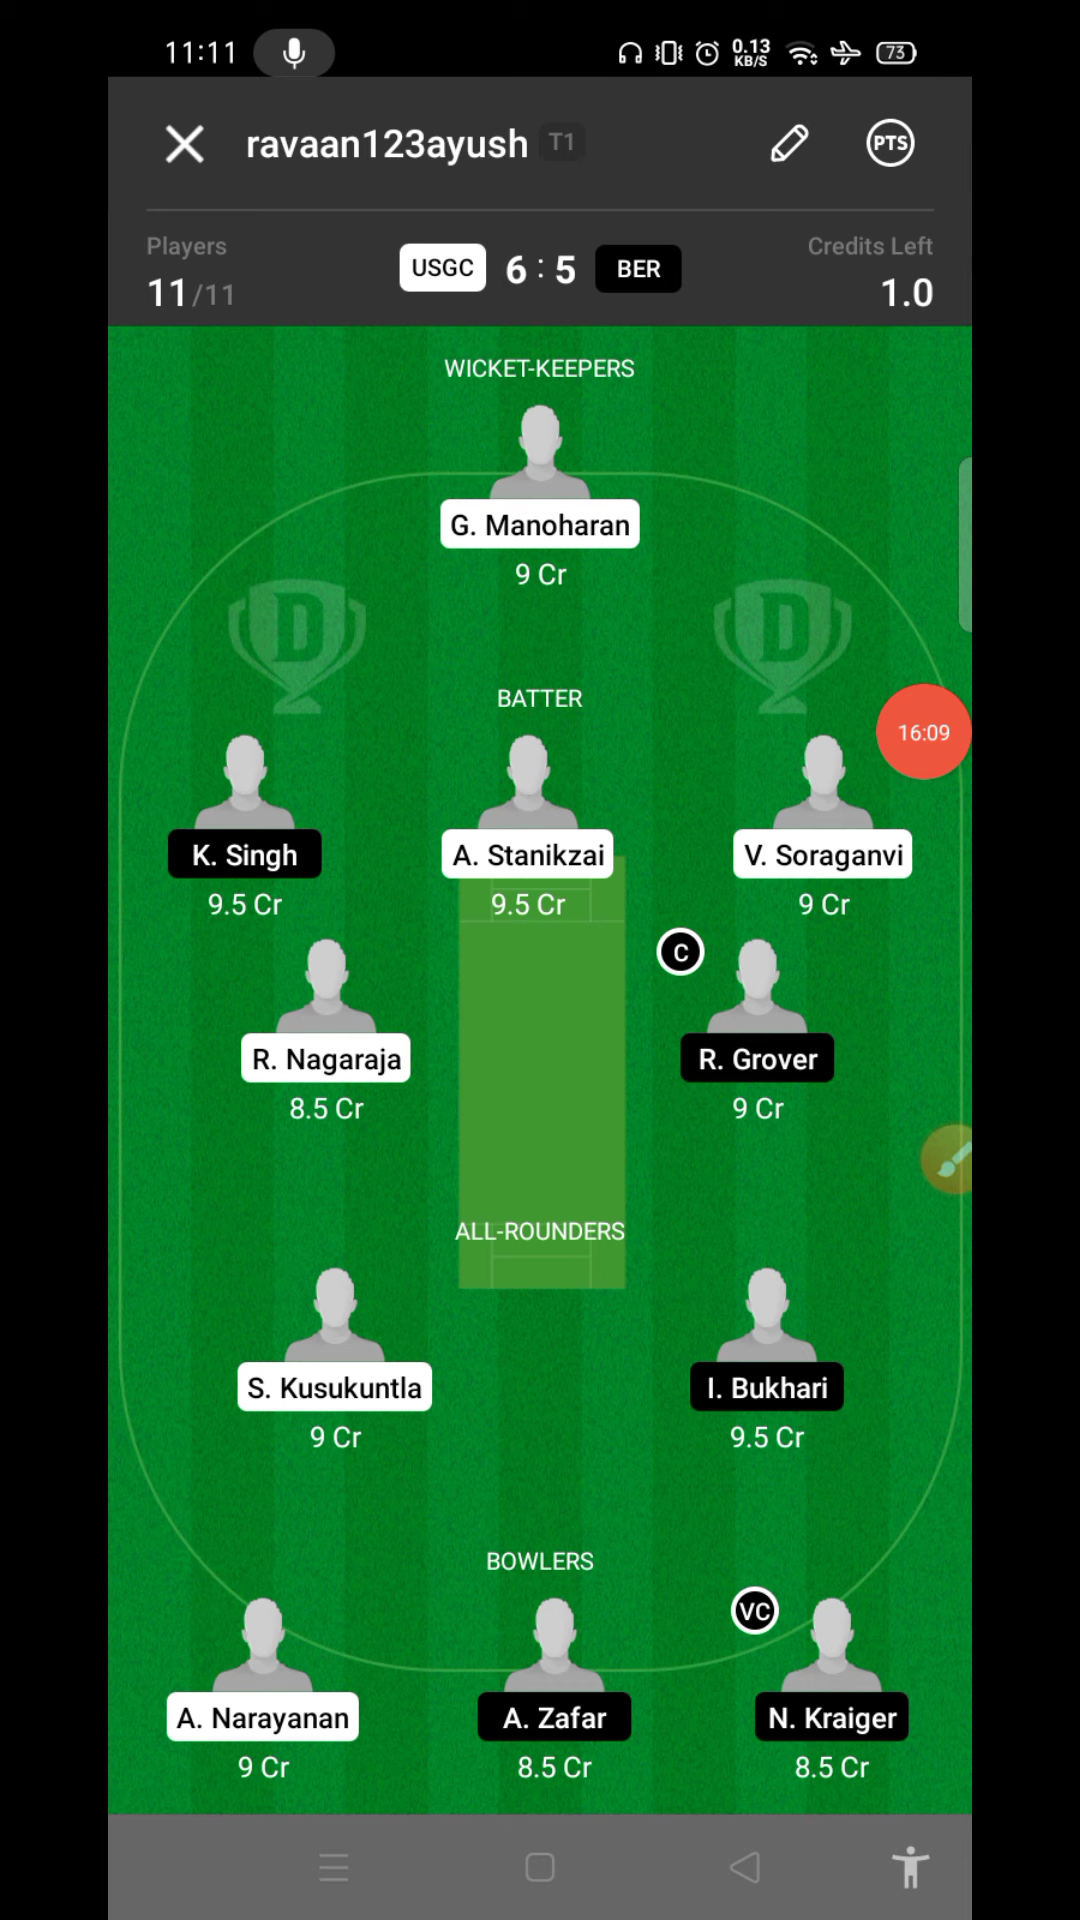 11:11 0.13 KB/S 73
ravaan123ayush T1 PTS
Players Credits Left
11/11 USGC 6 : 5 BER 1.0
WICKET-KEEPERS
G. Manoharan
9 Cr
D D
BATTER
16:09
K. Singh A. Stanikzai V. Soraganvi
9.5 Cr 9.5 Cr 9 Cr
C
R. Nagaraja R. Grover
8.5 Cr 9 Cr
ALL-ROUNDERS
S. Kusukuntla I. Bukhari
9 Cr 9.5 Cr
BOWLERS
VC
A. Narayanan A. Zafar N. Kraiger
9 Cr 8.5 Cr 8.5 Cr